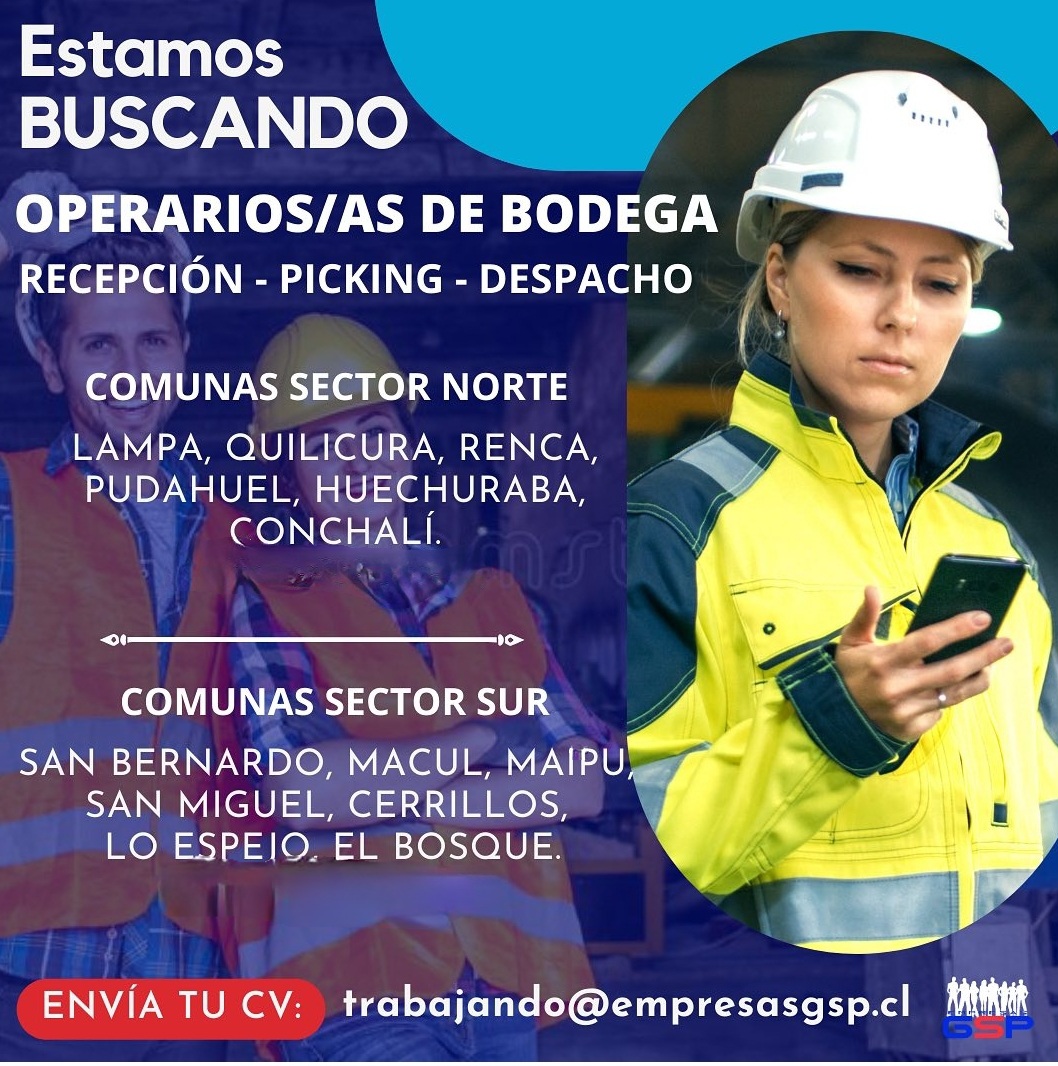 Estamos
BUSCANDO
OPERARIOS/AS DE BODEGA
RECEPCIÓN - PICKING - DESPACHO
COMUNAS SECTOR NORTE
LAMPA, QUILICURA, RENCA,
PUDAHUEL, HUECHURABA,
CONCHALÍ.
COMUNAS SECTOR SUR
SAN BERNARDO, MACUL, MAIPU,
SAN MIGUEL, CERRILLOS,
LO ESPEJO, EL BOSQUE.
ENVÍA TU CV: trabajando@empresasgsp.cl
GSP